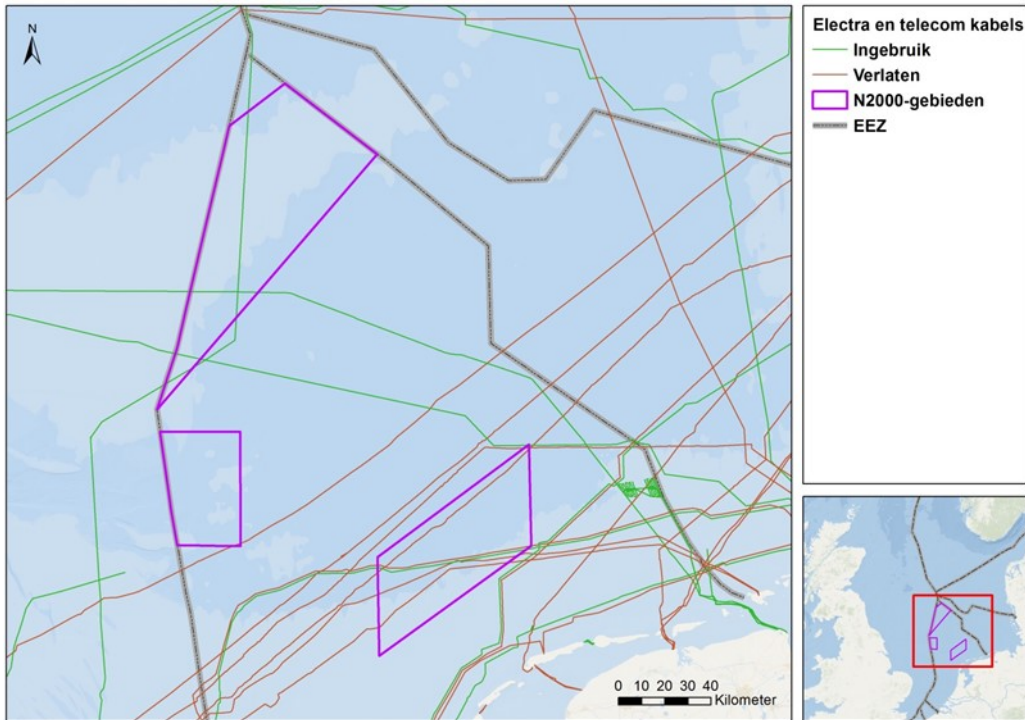 N
Electra en telecom kabels
Ingebruik
Verlaten
N2000-gebieden
EEZ
0 10 20 30 40
Kilometer